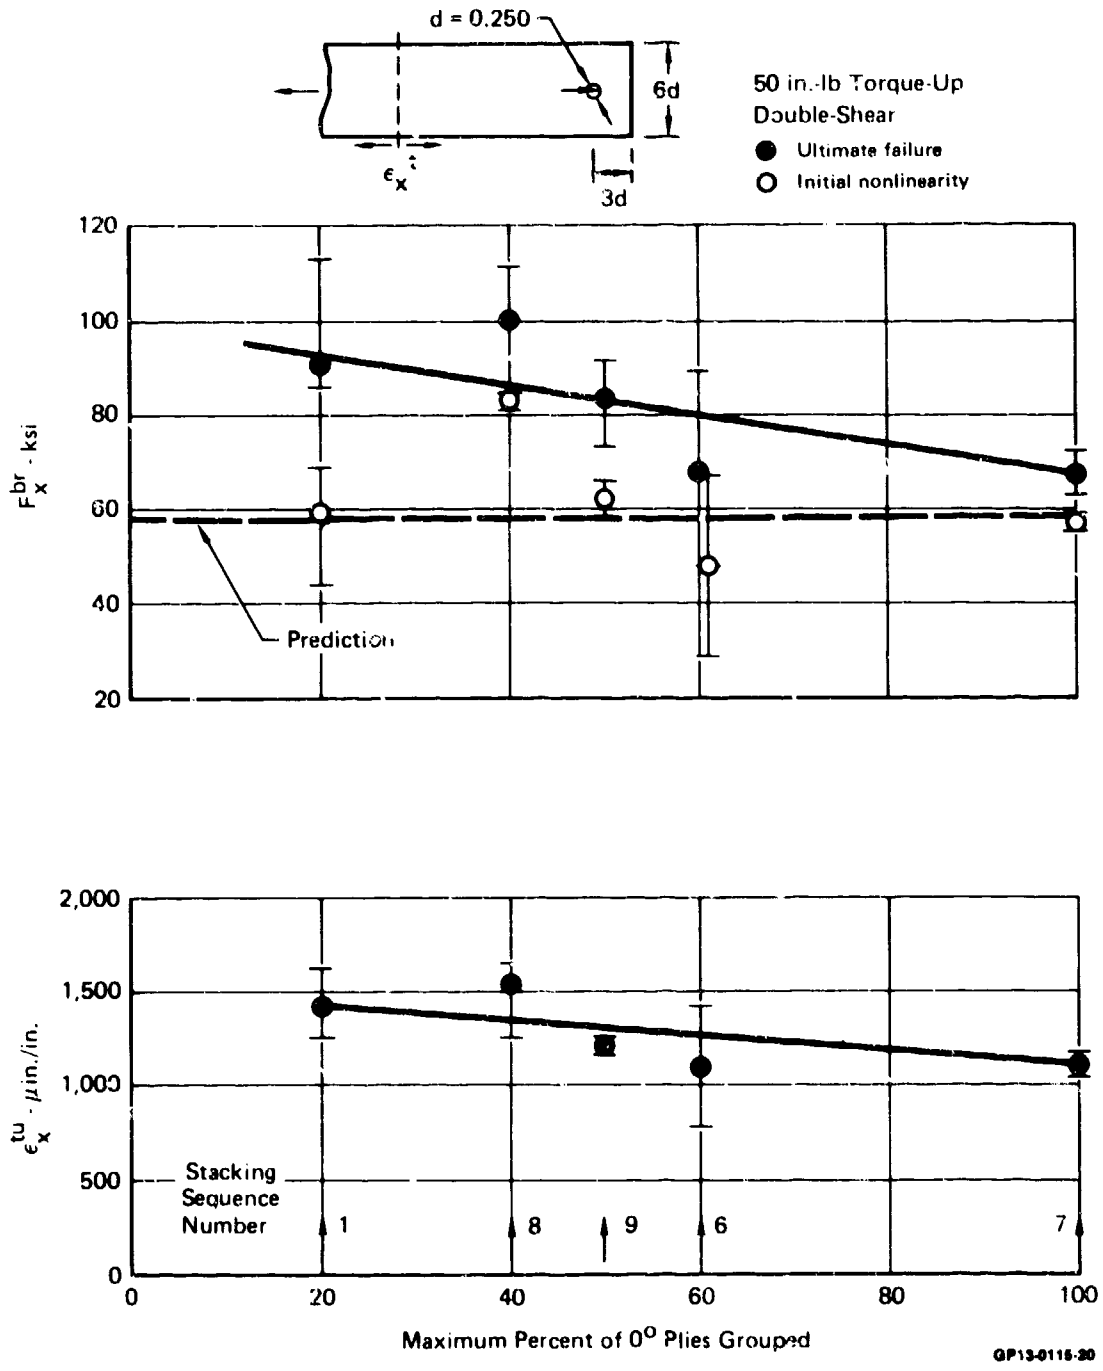 d = 0.250
6d
3d
ϵx t
50 in.-lb Torque-Up
Double-Shear
Ultimate failure
Initial nonlinearity
120
100
80
60
40
20
F x br - ksi
Prediction
2,000
1,500
1,000
500
0
ϵ x tu - μin./in.
Stacking
Sequence
Number
1
8
9
6
7
0
20
40
60
80
100
Maximum Percent of 0° Plies Grouped
GP13-0115-20